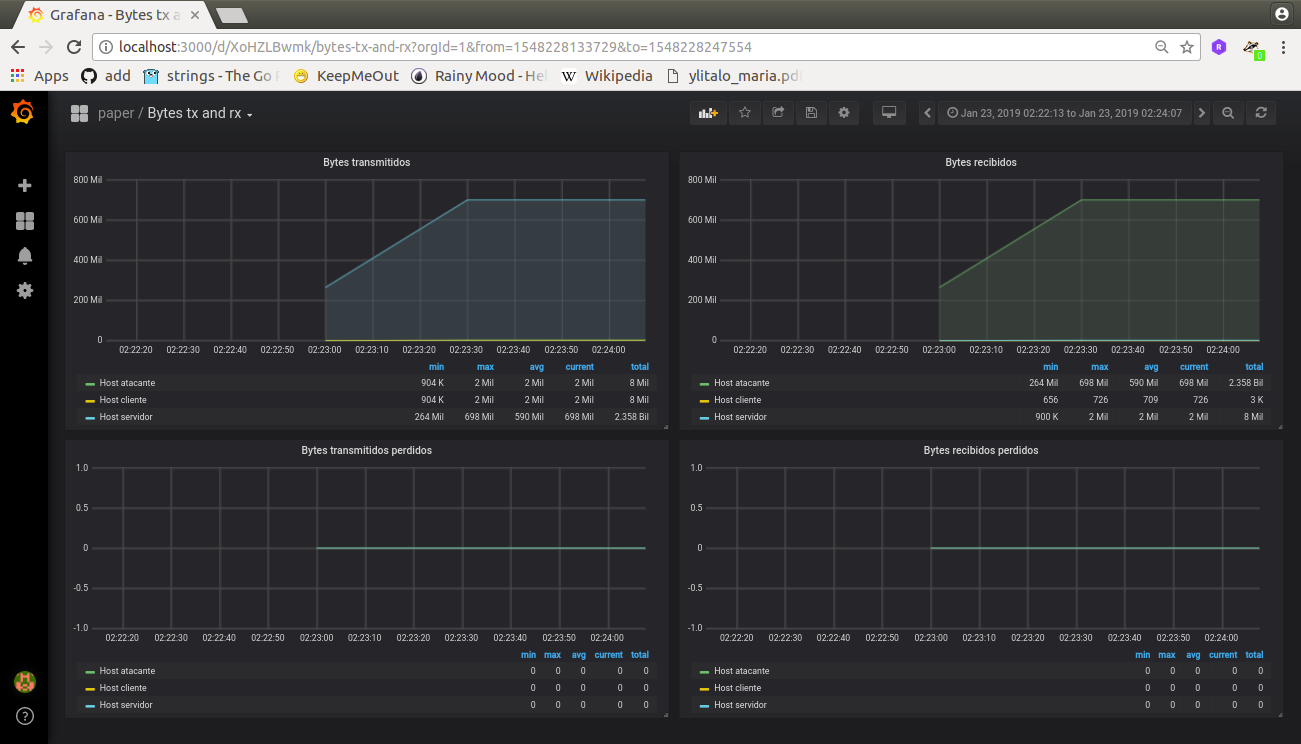 Grafana - Bytes tx a
localhost:3000/d/XoHZLBwmk/bytes-tx-and-rx?orgId=1&from=1548228133729&to=1548228247554
Apps add strings - The Go KeepMeOut Rainy Mood - Hel Wikipedia ylitalo_maria.pdf
paper / Bytes tx and rx
Jan 23, 2019 02:22:13 to Jan 23, 2019 02:24:07
Bytes transmitidos
800 Mil
600 Mil
400 Mil
200 Mil
0
02:22:20 02:22:30 02:22:40 02:22:50 02:23:00 02:23:10 02:23:20 02:23:30 02:23:40 02:23:50 02:24:00
min max avg current total
Host atacante 904 K 2 Mil 2 Mil 2 Mil 8 Mil
Host cliente 904 K 2 Mil 2 Mil 2 Mil 8 Mil
Host servidor 264 Mil 698 Mil 590 Mil 698 Mil 2.358 Bil
Bytes recibidos
800 Mil
600 Mil
400 Mil
200 Mil
0
02:22:20 02:22:30 02:22:40 02:22:50 02:23:00 02:23:10 02:23:20 02:23:30 02:23:40 02:23:50 02:24:00
min max avg current total
Host atacante 264 Mil 698 Mil 590 Mil 698 Mil 2.358 Bil
Host cliente 656 726 709 726 3 K
Host servidor 900 K 2 Mil 2 Mil 2 Mil 8 Mil
Bytes transmitidos perdidos
1.0
0.5
0
-0.5
-1.0
02:22:20 02:22:30 02:22:40 02:22:50 02:23:00 02:23:10 02:23:20 02:23:30 02:23:40 02:23:50 02:24:00
min max avg current total
Host atacante 0 0 0 0 0
Host cliente 0 0 0 0 0
Host servidor 0 0 0 0 0
Bytes recibidos perdidos
1.0
0.5
0
-0.5
-1.0
02:22:20 02:22:30 02:22:40 02:22:50 02:23:00 02:23:10 02:23:20 02:23:30 02:23:40 02:23:50 02:24:00
min max avg current total
Host atacante 0 0 0 0 0
Host cliente 0 0 0 0 0
Host servidor 0 0 0 0 0